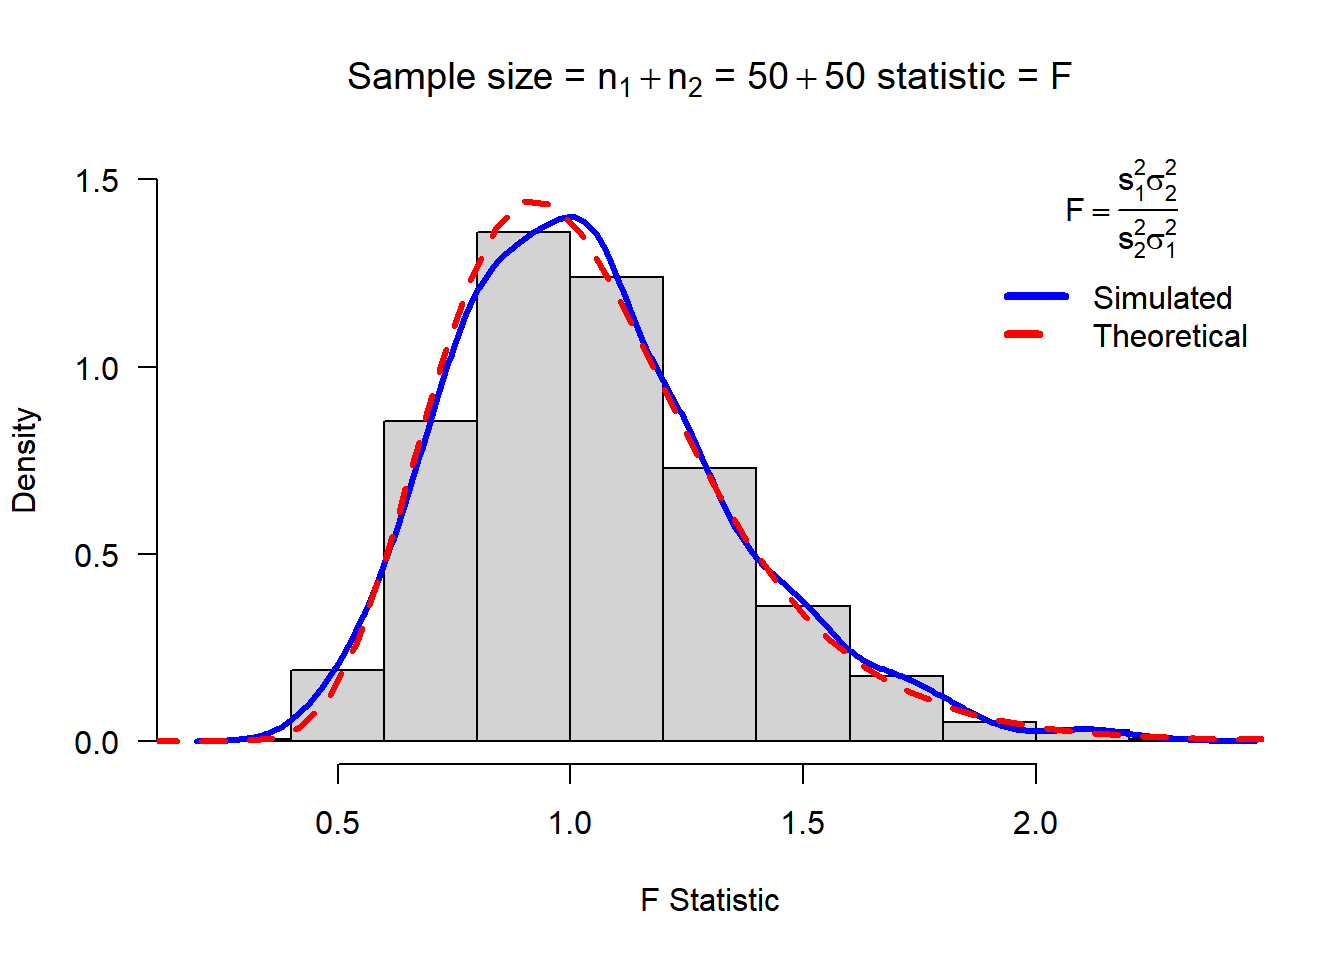 Sample size = n₁ + n₂ = 50 + 50 statistic = F
F = s₁²σ₂² / s₂²σ₁²
Simulated
Theoretical
Density
1.5
1.0
0.5
0.0
0.5 1.0 1.5 2.0
F Statistic